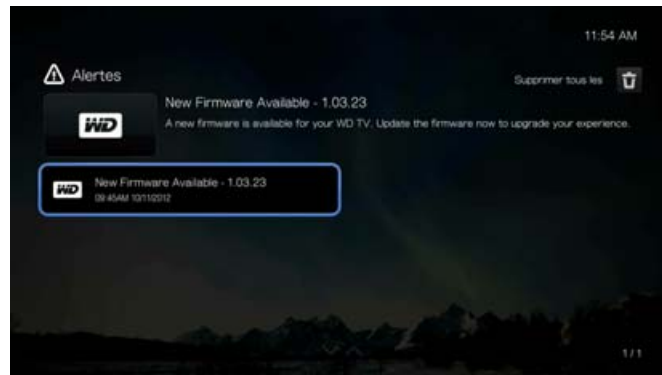 11:54 AM
Alertes
Supprimer tous les
New Firmware Available - 1.03.23
WD
A new firmware is available for your WD TV. Update the firmware now to upgrade your experience.
WD
New Firmware Available - 1.03.23
09:45AM 10/11/2012
1/1